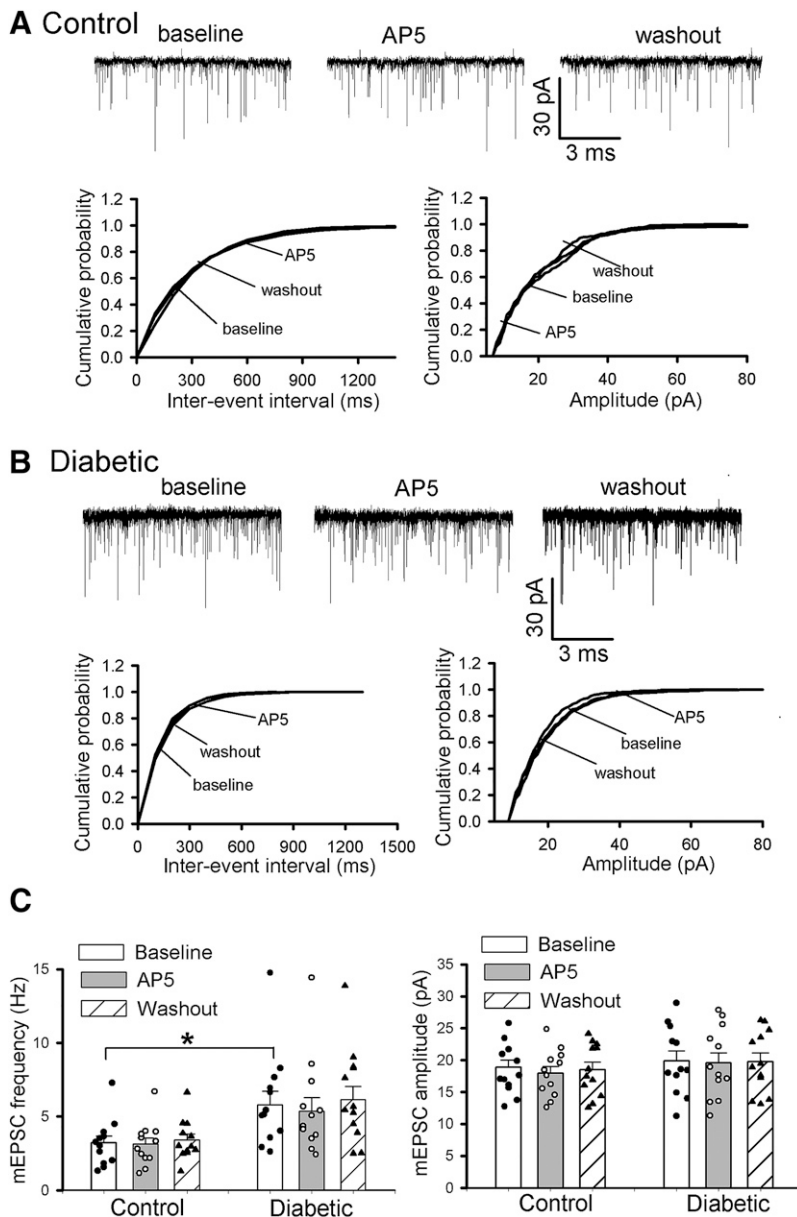 A Control
baseline AP5 washout
30 pA
3 ms
Cumulative probability
1.2
1.0
0.8
0.6
0.4
0.2
0.0
AP5
washout
baseline
0 300 600 900 1200
Inter-event interval (ms)
Cumulative probability
1.2
1.0
0.8
0.6
0.4
0.2
0.0
washout
baseline
AP5
20 40 60 80
Amplitude (pA)
B Diabetic
baseline AP5 washout
30 pA
3 ms
Cumulative probability
1.2
1.0
0.8
0.6
0.4
0.2
0.0
AP5
washout
baseline
0 300 600 900 1200 1500
Inter-event interval (ms)
Cumulative probability
1.2
1.0
0.8
0.6
0.4
0.2
0.0
AP5
baseline
washout
20 40 60 80
Amplitude (pA)
C
mEPSC frequency (Hz)
15
10
5
0
Baseline
AP5
Washout
*
Control Diabetic
mEPSC amplitude (pA)
35
30
25
20
15
10
5
0
Baseline
AP5
Washout
Control Diabetic